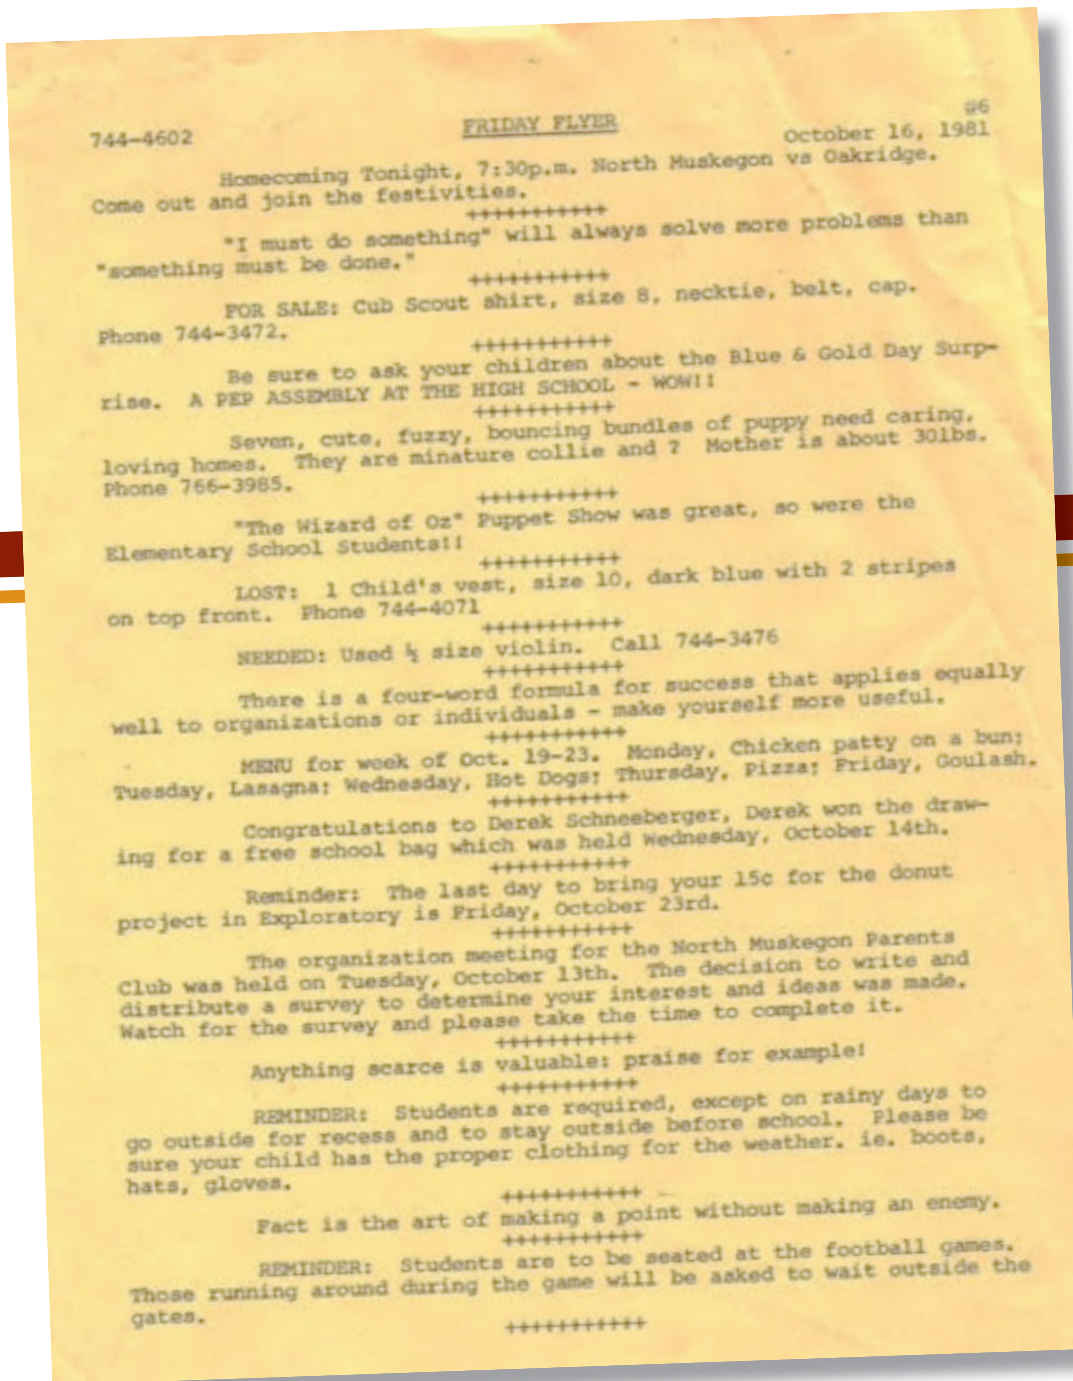 744-4602
FRIDAY FLYER
#6
October 16, 1981
Homecoming Tonight, 7:30p.m. North Muskegon vs Oakridge.
Come out and join the festivities.
+++++++++++
"I must do something" will always solve more problems than
"something must be done."
+++++++++++
FOR SALE: Cub Scout shirt, size 8, necktie, belt, cap.
Phone 744-3472.
+++++++++++
Be sure to ask your children about the Blue & Gold Day Surp-
rise. A PEP ASSEMBLY AT THE HIGH SCHOOL - WOW!!
+++++++++++
Seven, cute, fuzzy, bouncing bundles of puppy need caring,
loving homes. They are minature collie and ? Mother is about 30lbs.
Phone 766-3985.
+++++++++++
"The Wizard of Oz" Puppet Show was great, so were the
Elementary School Students!!
+++++++++++
LOST: 1 Child's vest, size 10, dark blue with 2 stripes
on top front. Phone 744-4071
+++++++++++
NEEDED: Used ½ size violin. Call 744-3476
+++++++++++
There is a four-word formula for success that applies equally
well to organizations or individuals - make yourself more useful.
+++++++++++
MENU for week of Oct. 19-23. Monday, Chicken patty on a bun;
Tuesday, Lasagna; Wednesday, Hot Dogs; Thursday, Pizza; Friday, Goulash.
+++++++++++
Congratulations to Derek Schneeberger, Derek won the draw-
ing for a free school bag which was held Wednesday, October 14th.
+++++++++++
Reminder: The last day to bring your 15c for the donut
project in Exploratory is Friday, October 23rd.
+++++++++++
The organization meeting for the North Muskegon Parents
Club was held on Tuesday, October 13th. The decision to write and
distribute a survey to determine your interest and ideas was made.
Watch for the survey and please take the time to complete it.
+++++++++++
Anything scarce is valuable; praise for example!
+++++++++++
REMINDER: Students are required, except on rainy days to
go outside for recess and to stay outside before school. Please be
sure your child has the proper clothing for the weather. ie. boots,
hats, gloves.
+++++++++++
Fact is the art of making a point without making an enemy.
+++++++++++
REMINDER: Students are to be seated at the football games.
Those running around during the game will be asked to wait outside the
gates.
+++++++++++